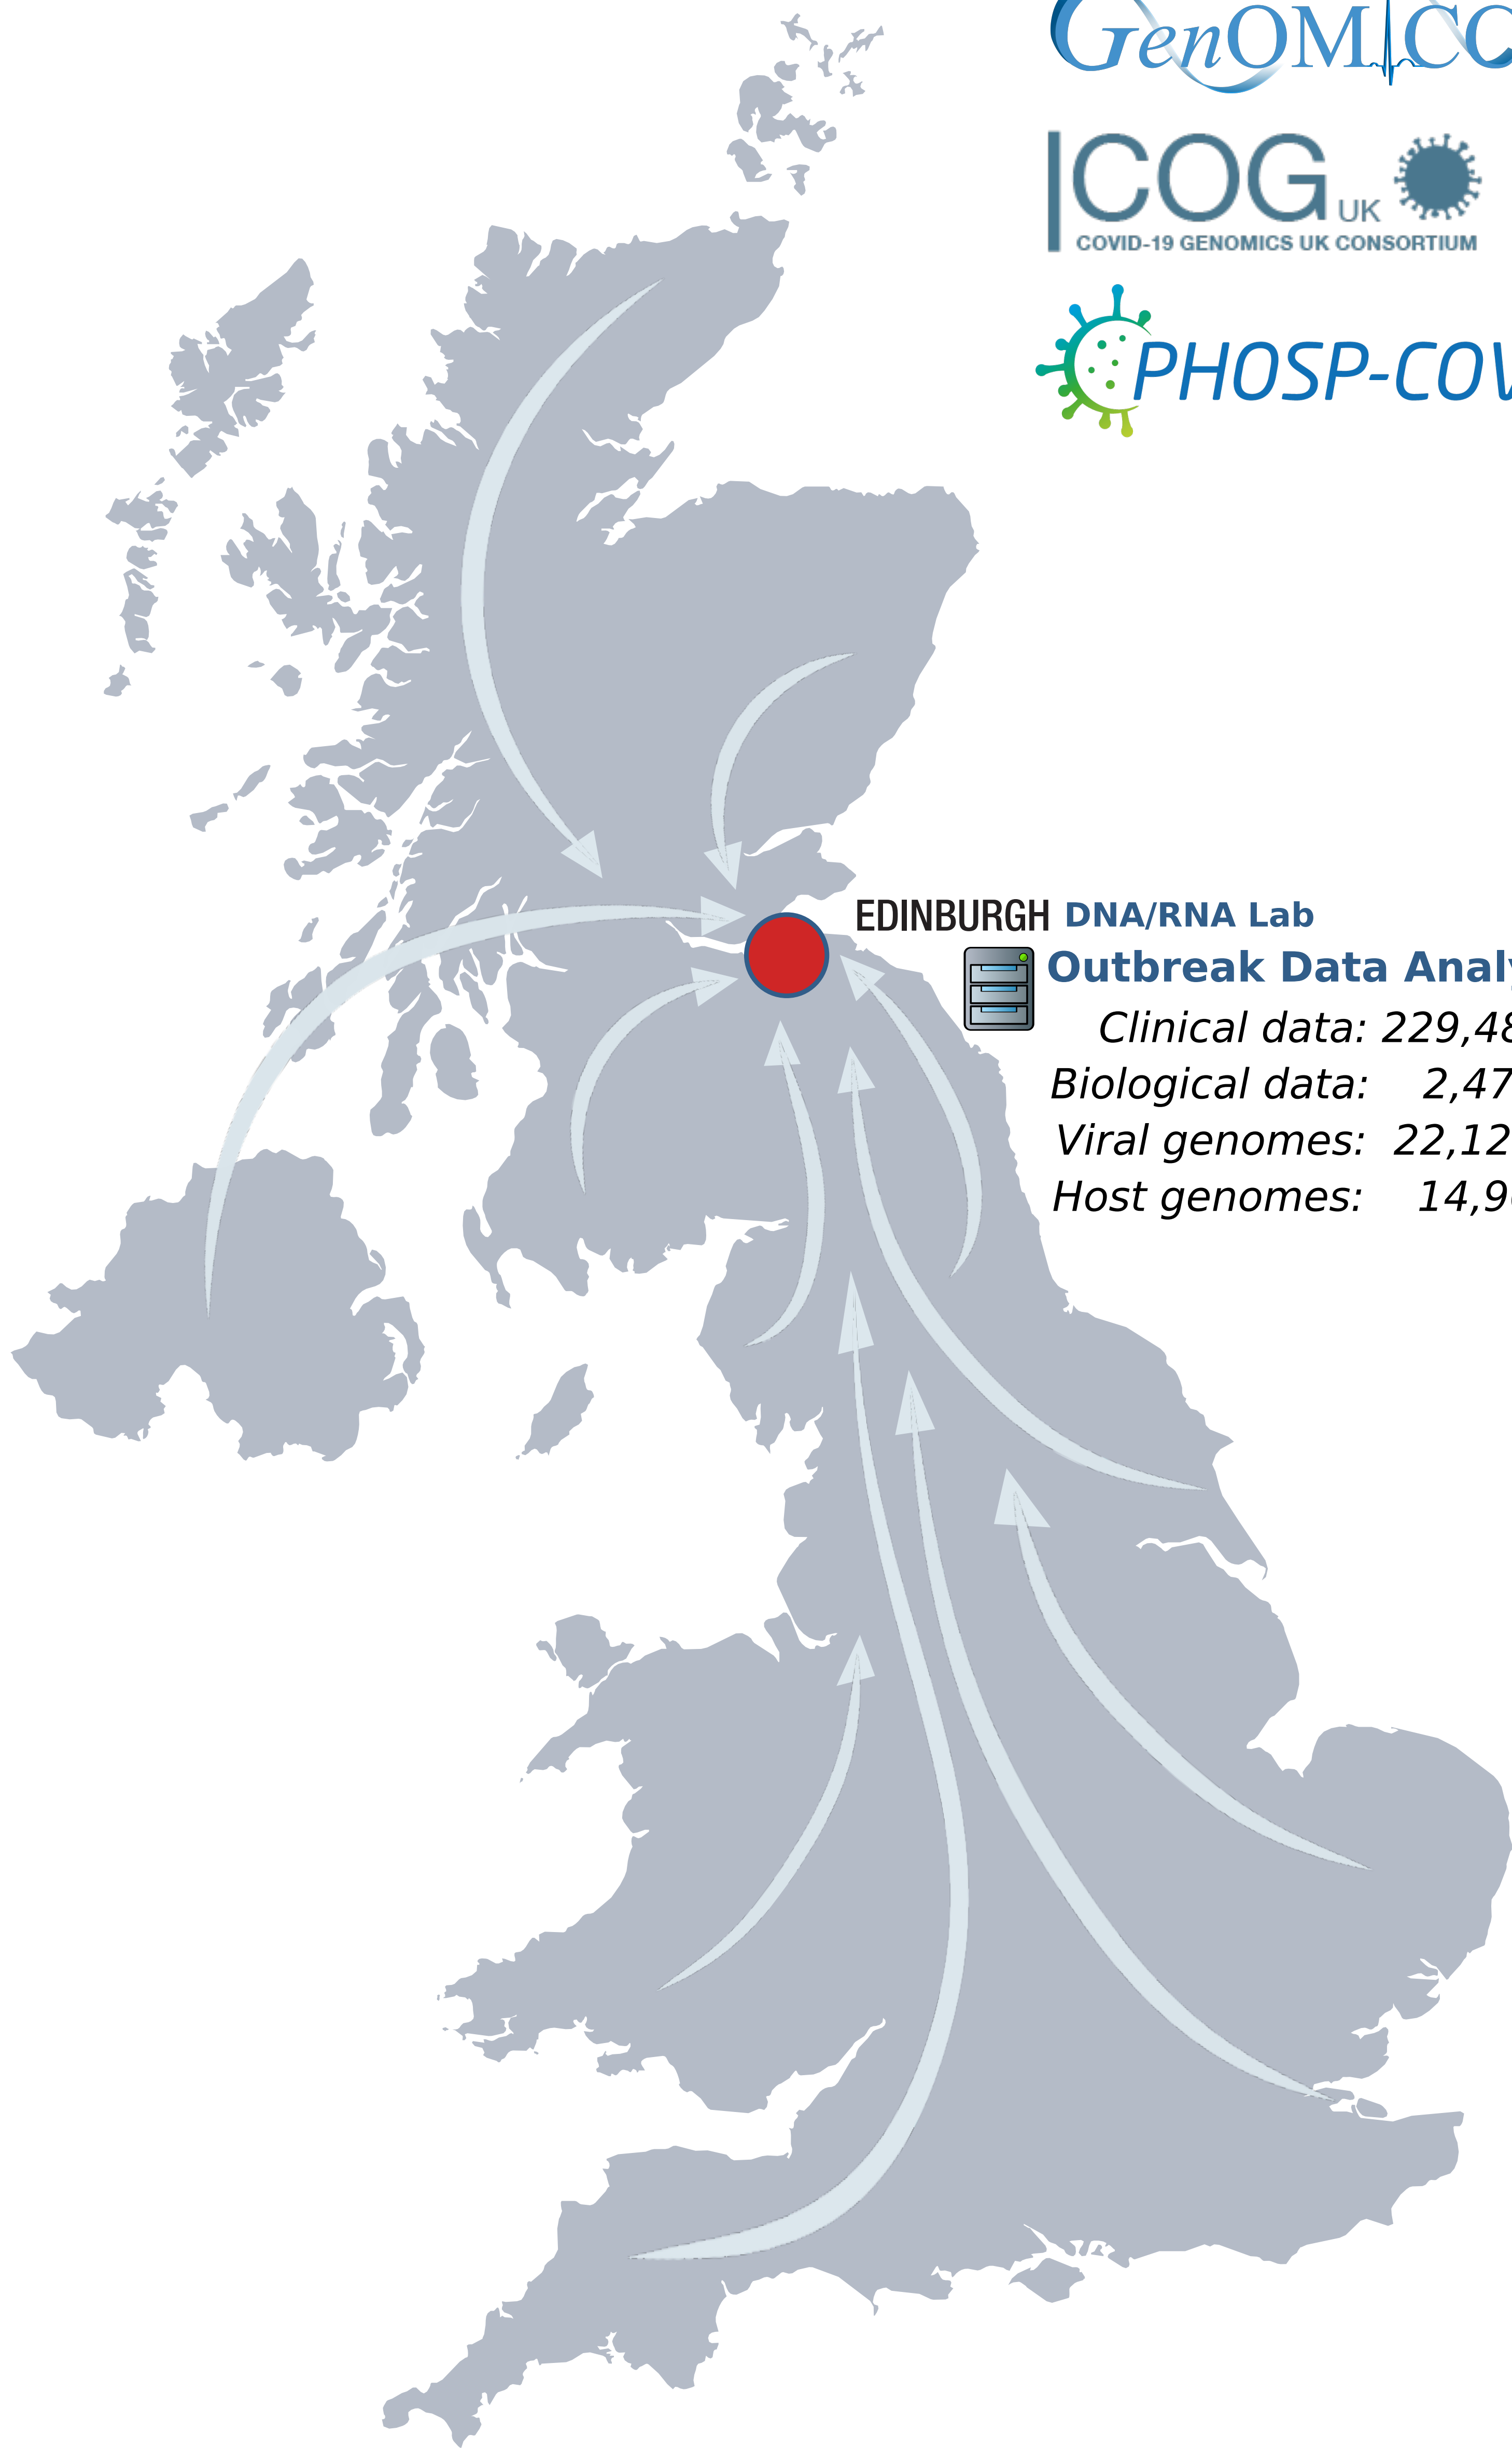 GenOMICC
COG UK
COVID-19 GENOMICS UK CONSORTIUM
PHOSP-COV
EDINBURGH DNA/RNA Lab
Outbreak Data Analy
Clinical data: 229,48
Biological data: 2,47
Viral genomes: 22,12
Host genomes: 14,9